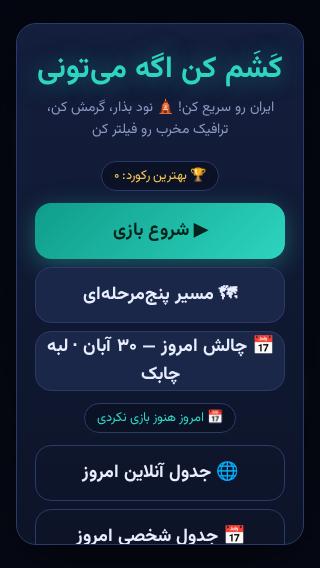 کَشَم کن اگه می‌تونی
ایران رو سریع کن! 🗼 نود بذار، گرمش کن،
ترافیک مخرب رو فیلتر کن
🏆 بهترین رکورد: ۰
▶ شروع بازی
🗺 مسیر پنج‌مرحله‌ای
📅 چالش امروز — ۳۰ آبان · لبه
چابک
📅 امروز هنوز بازی نکردی
🌐 جدول آنلاین امروز
📅 جدول شخصی امروز